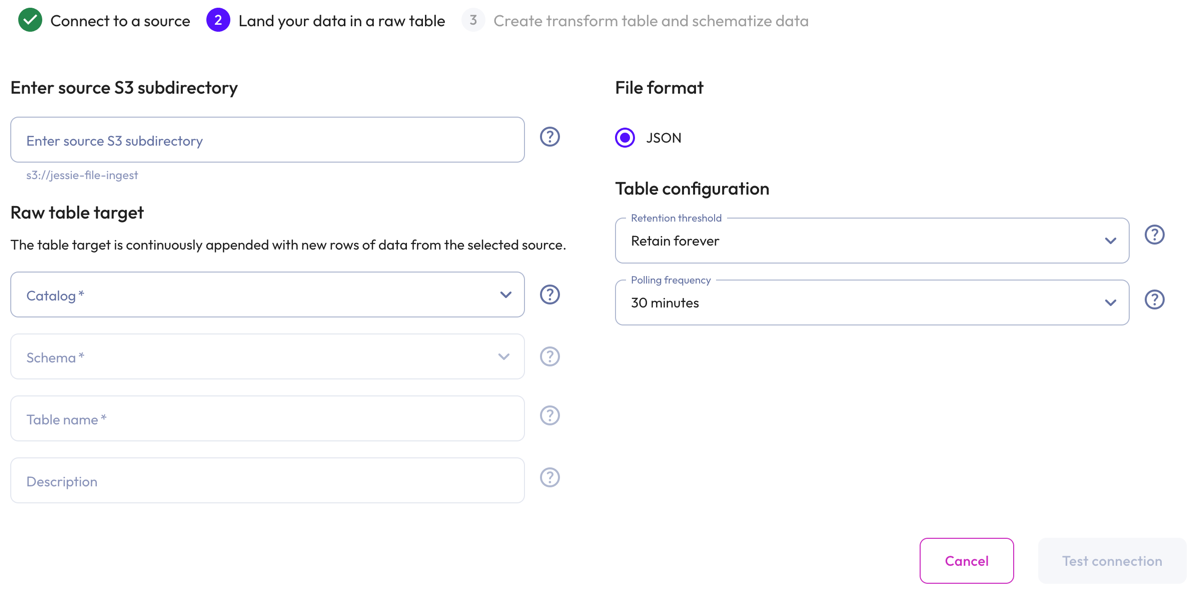 Connect to a source 2 Land your data in a raw table 3 Create transform table and schematize data
Enter source S3 subdirectory
Enter source S3 subdirectory ?
s3://jessie-file-ingest
Raw table target
The table target is continuously appended with new rows of data from the selected source.
Catalog * ?
Schema * ?
Table name * ?
Description ?
File format
JSON
Table configuration
Retention threshold
Retain forever ?
Polling frequency
30 minutes ?
Cancel Test connection